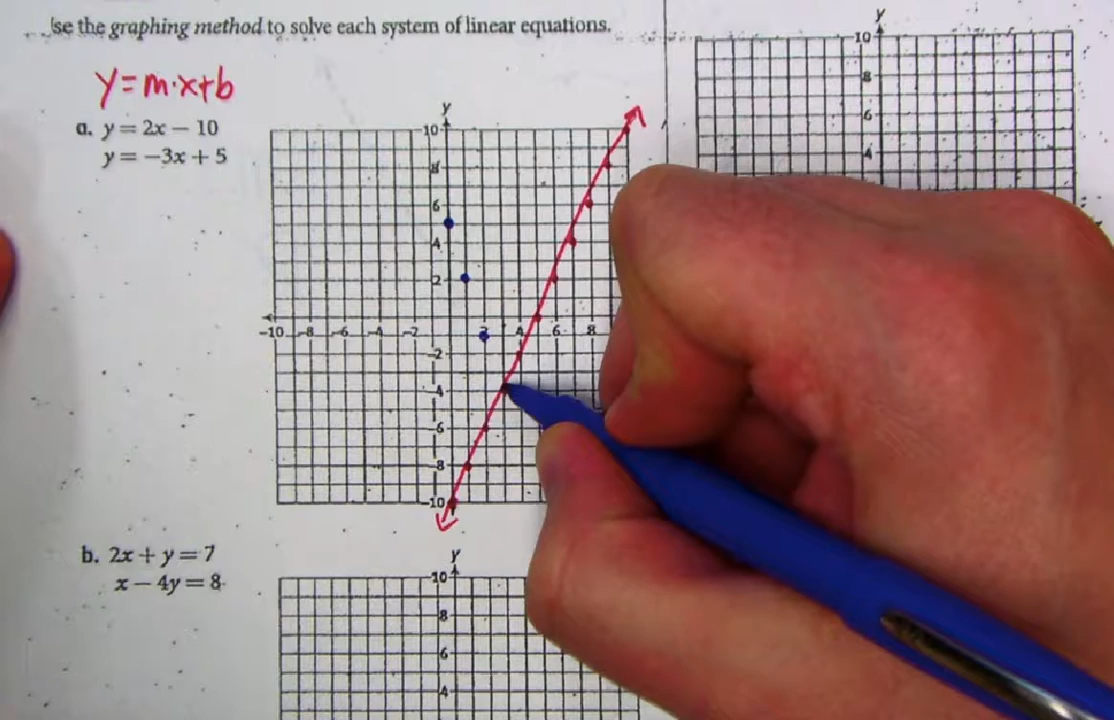 se the graphing method to solve each system of linear equations.
y=m·x+b
a. y = 2x − 10
y = −3x + 5
y
10
8
6
4
2
−10 −8 −6 −4 −2 2 4 6 8
−2
−4
−6
−8
−10
b. 2x + y = 7
x − 4y = 8
y
10
8
6
4
y
10
8
6
4